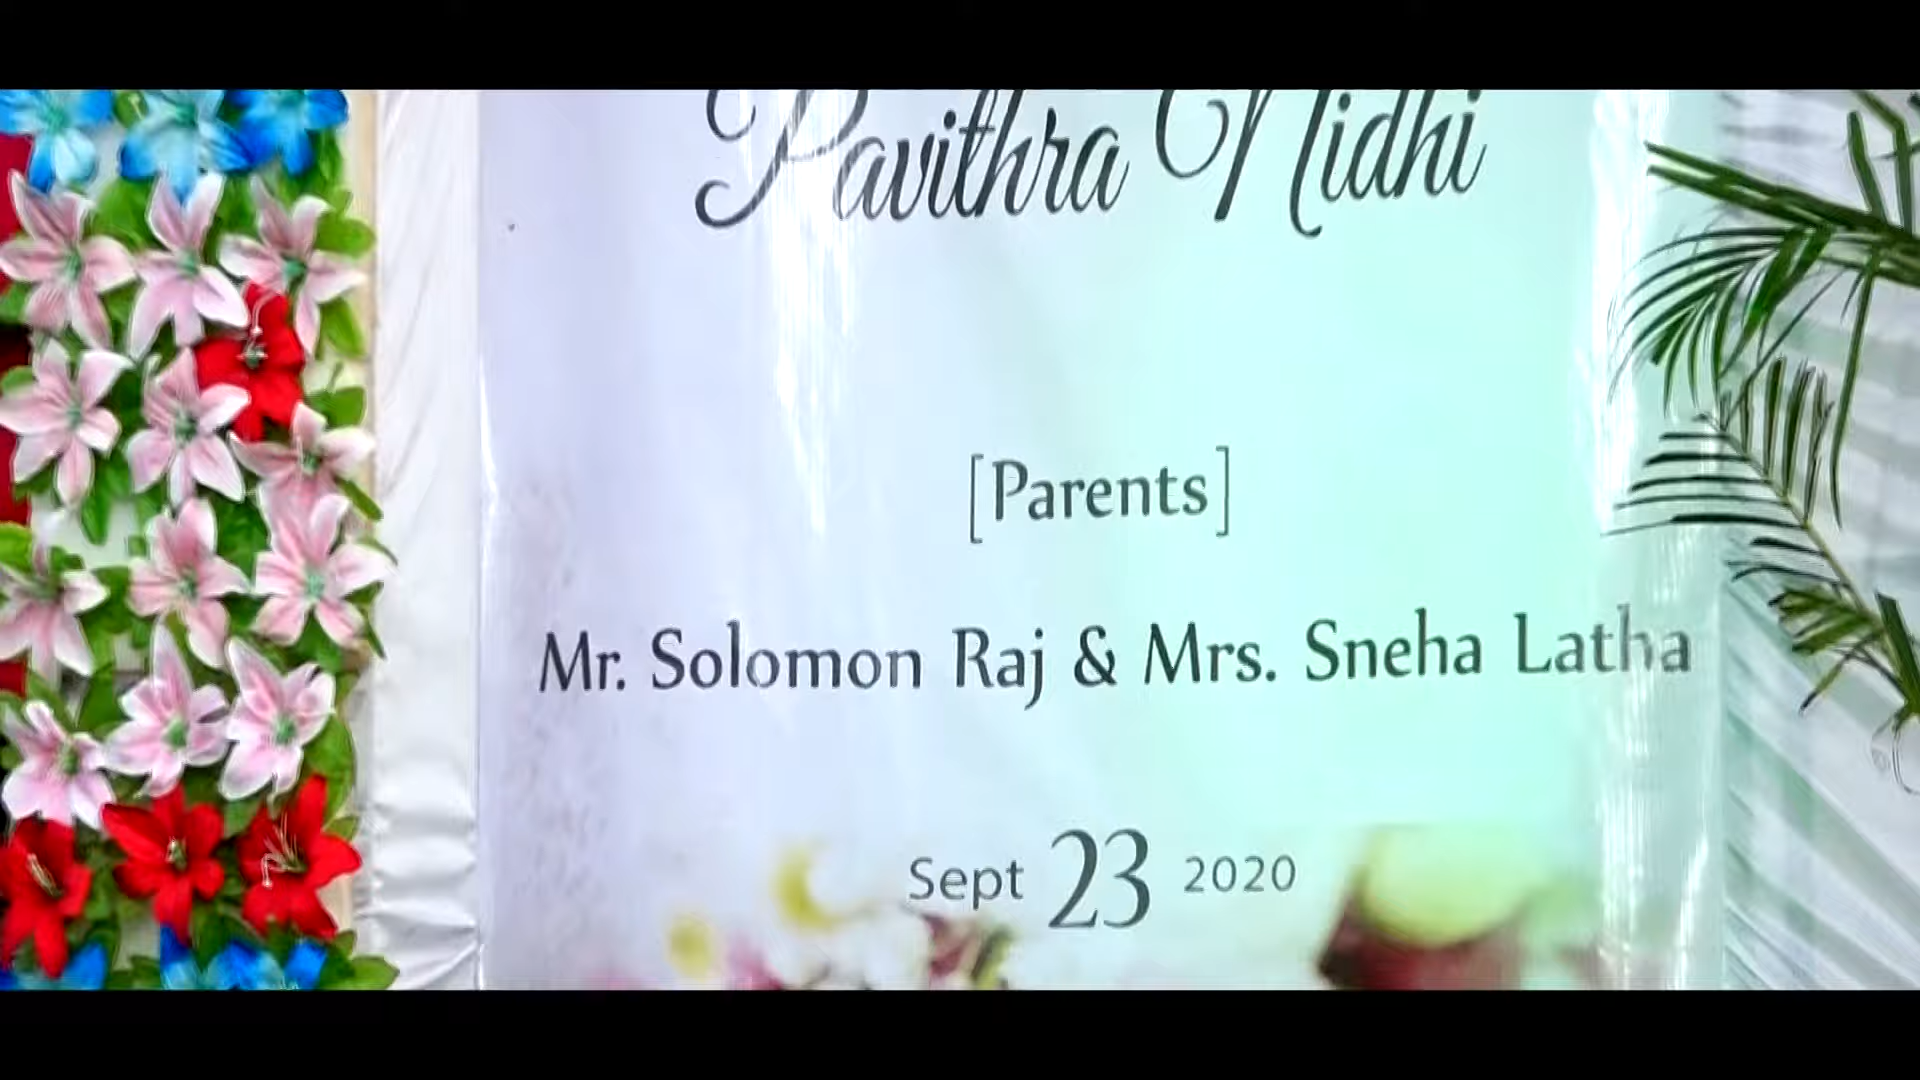 Pavithra Nidhi
[Parents]
Mr. Solomon Raj & Mrs. Sneha Latha
Sept 23 2020